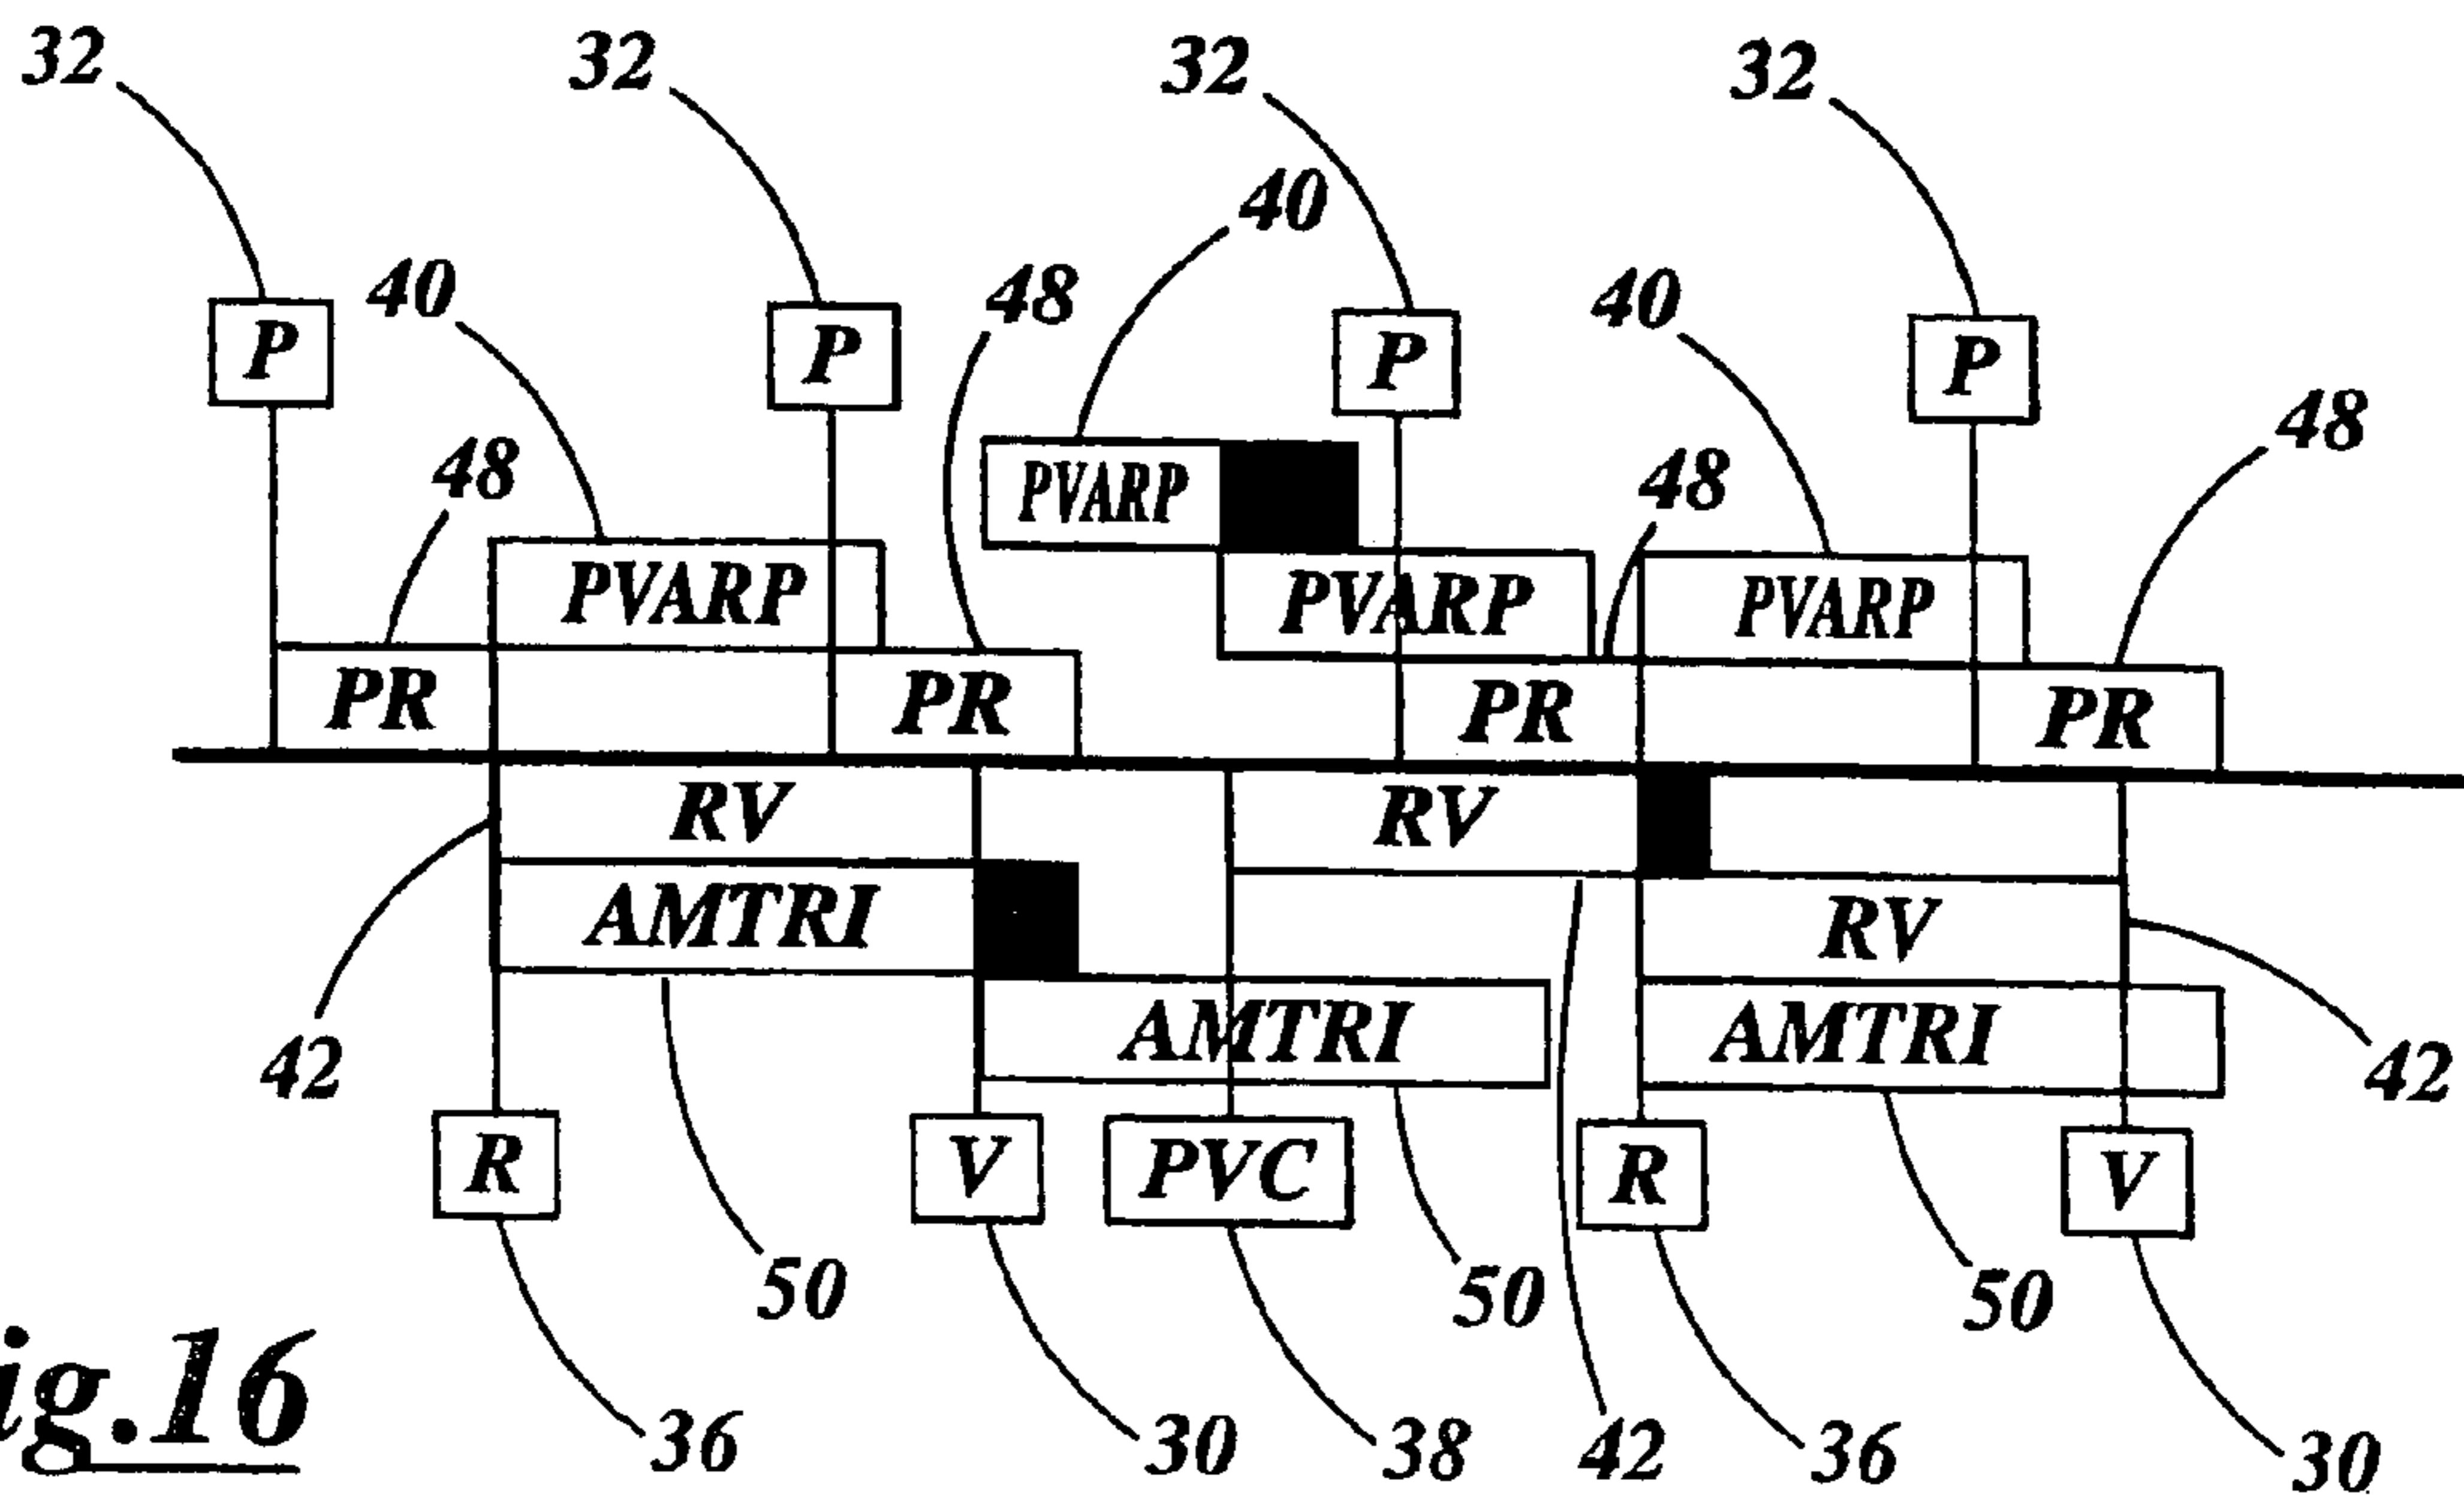 32 32 32 32
40
40 48 40
P P P P
48 48 48
PVARP
PVARP PVARP PVARP
PR PR PR PR
RV RV
AMTRI RV
AMTRI AMTRI
42 42
R V PVC R V
50 50 50
ig.16
36 30 38 42 36 30